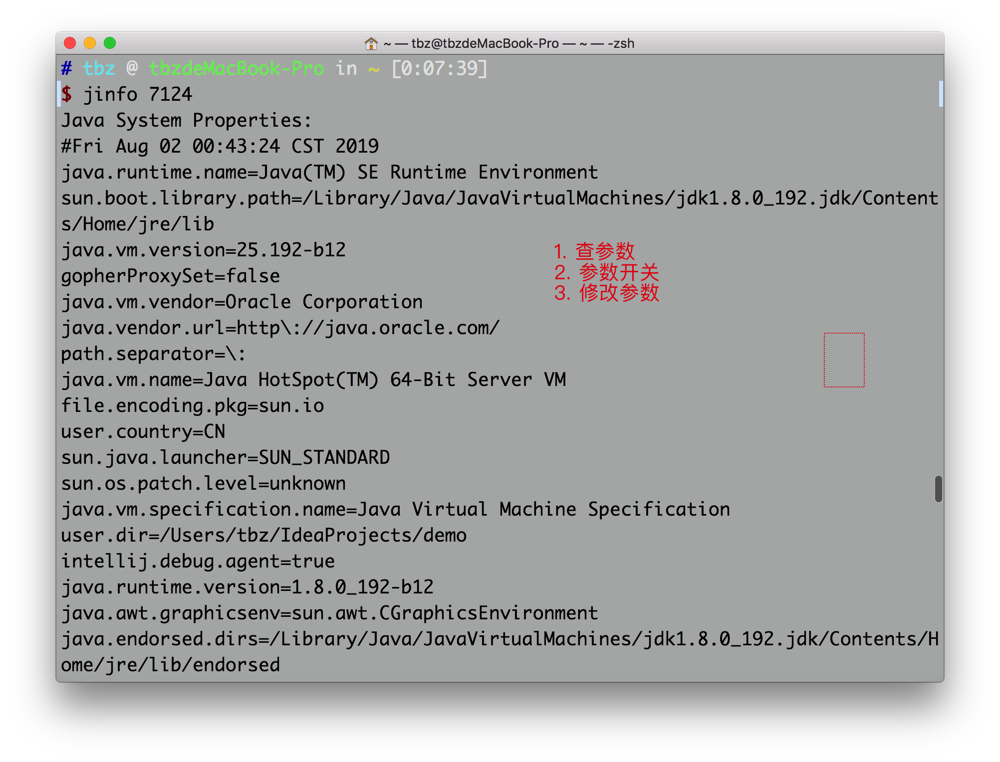 ~ — tbz@tbzdeMacBook-Pro — ~ — -zsh
# tbz @ tbzdeMacBook-Pro in ~ [0:07:39]
$ jinfo 7124
Java System Properties:
#Fri Aug 02 00:43:24 CST 2019
java.runtime.name=Java(TM) SE Runtime Environment
sun.boot.library.path=/Library/Java/JavaVirtualMachines/jdk1.8.0_192.jdk/Content
s/Home/jre/lib
java.vm.version=25.192-b12
gopherProxySet=false
java.vm.vendor=Oracle Corporation
java.vendor.url=http\://java.oracle.com/
path.separator=\:
java.vm.name=Java HotSpot(TM) 64-Bit Server VM
file.encoding.pkg=sun.io
user.country=CN
sun.java.launcher=SUN_STANDARD
sun.os.patch.level=unknown
java.vm.specification.name=Java Virtual Machine Specification
user.dir=/Users/tbz/IdeaProjects/demo
intellij.debug.agent=true
java.runtime.version=1.8.0_192-b12
java.awt.graphicsenv=sun.awt.CGraphicsEnvironment
java.endorsed.dirs=/Library/Java/JavaVirtualMachines/jdk1.8.0_192.jdk/Contents/H
ome/jre/lib/endorsed
1. 查参数
2. 参数开关
3. 修改参数